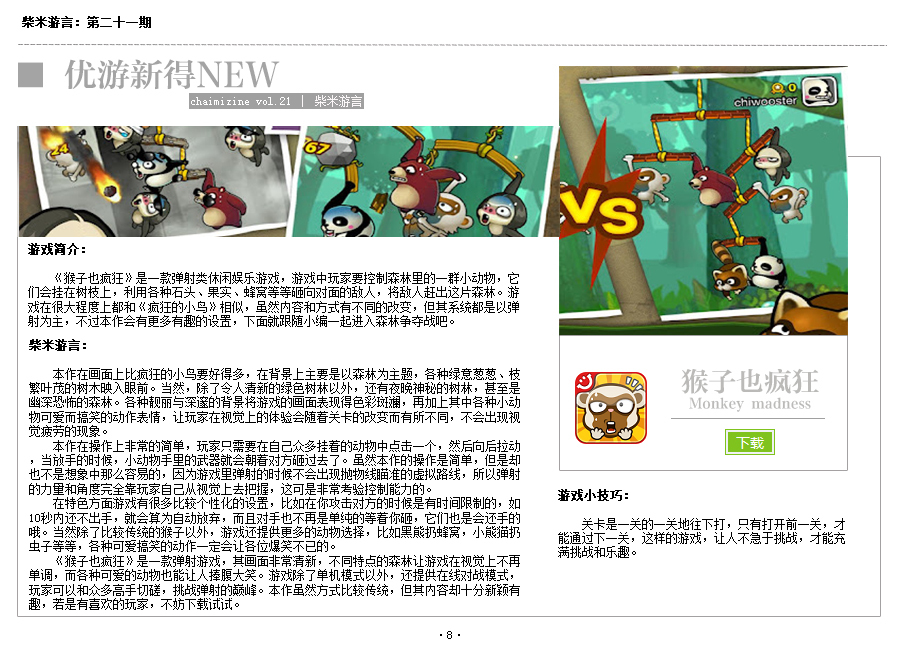 柴米游言：第二十一期
优游新得NEW
chaimizine vol.21 | 柴米游言
67
chiwooster
0
VS
游戏简介：
《猴子也疯狂》是一款弹射类休闲娱乐游戏，游戏中玩家要控制森林里的一群小动物，它
们会挂在树枝上，利用各种石头、果实、蜂窝等等砸向对面的敌人，将敌人赶出这片森林。游
戏在很大程度上都和《疯狂的小鸟》相似，虽然内容和方式有不同的改变，但其系统都是以弹
射为主，不过本作会有更多有趣的设置，下面就跟随小编一起进入森林争夺战吧。
柴米游言：
本作在画面上比疯狂的小鸟要好得多，在背景上主要是以森林为主题，各种绿意葱葱、枝
繁叶茂的树木映入眼前。当然，除了令人清新的绿色树林以外，还有夜晚神秘的树林，甚至是
幽深恐怖的森林。各种靓丽与深邃的背景将游戏的画面表现得色彩斑斓，再加上其中各种小动
物可爱而搞笑的动作表情，让玩家在视觉上的体验会随着关卡的改变而有所不同，不会出现视
觉疲劳的现象。
本作在操作上非常的简单，玩家只需要在自己众多挂着的动物中点击一个，然后向后拉动
，当放手的时候，小动物手里的武器就会朝着对方砸过去了。虽然本作的操作是简单，但是却
也不是想象中那么容易的，因为游戏里弹射的时候不会出现抛物线瞄准的虚拟路线，所以弹射
的力量和角度完全靠玩家自己从视觉上去把握，这可是非常考验控制能力的。
在特色方面游戏有很多比较个性化的设置，比如在你攻击对方的时候是有时间限制的，如
10秒内还不出手，就会算为自动放弃，而且对手也不再是单纯的等着你砸，它们也是会还手的
哦。当然除了比较传统的猴子以外，游戏还提供更多的动物选择，比如黑熊扔蜂窝，小熊猫扔
虫子等等，各种可爱搞笑的动作一定会让各位爆笑不已的。
《猴子也疯狂》是一款弹射游戏，其画面非常清新，不同特点的森林让游戏在视觉上不再
单调，而各种可爱的动物也能让人捧腹大笑。游戏除了单机模式以外，还提供在线对战模式，
玩家可以和众多高手切磋，挑战弹射的巅峰。本作虽然方式比较传统，但其内容却十分新颖有
趣，若是有喜欢的玩家，不妨下载试试。
猴子也疯狂
Monkey madness
下载
游戏小技巧：
关卡是一关的一关地往下打，只有打开前一关，才
能通过下一关，这样的游戏，让人不急于挑战，才能充
满挑战和乐趣。
·8·